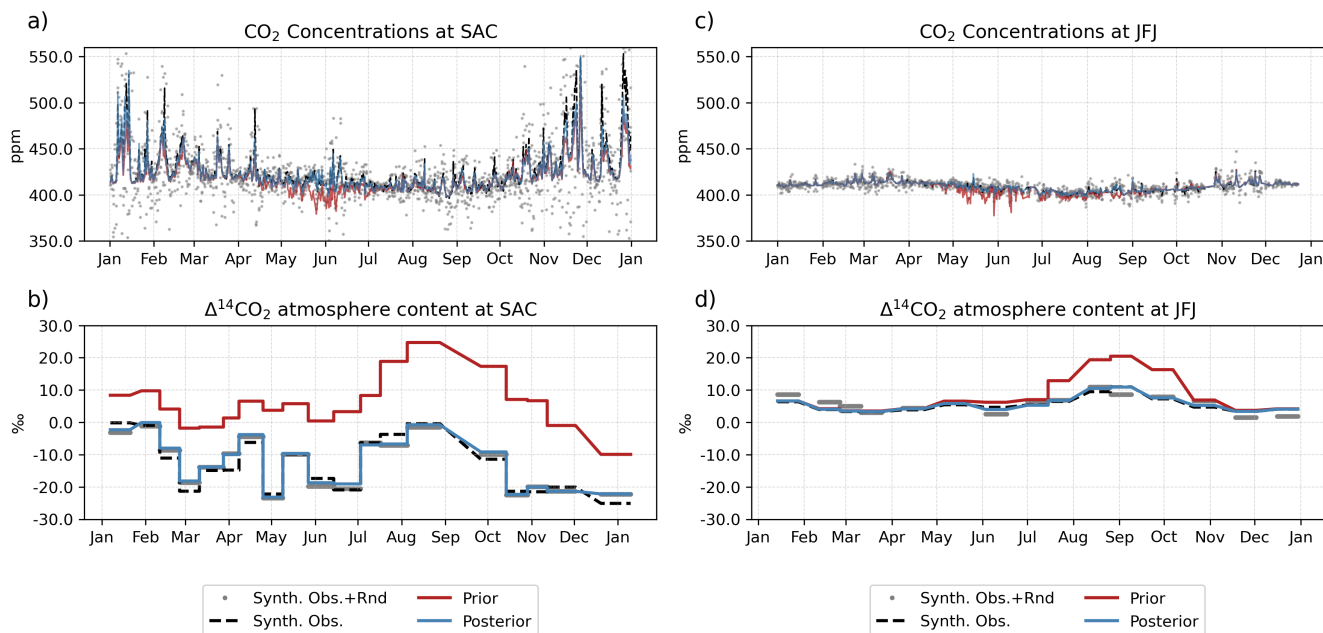 a)
CO₂ Concentrations at SAC
550.0
500.0
450.0
400.0
350.0
ppm
Jan Feb Mar Apr May Jun Jul Aug Sep Oct Nov Dec Jan
b)
Δ¹⁴CO₂ atmosphere content at SAC
30.0
20.0
10.0
0.0
-10.0
-20.0
-30.0
‰
Jan Feb Mar Apr May Jun Jul Aug Sep Oct Nov Dec Jan
Synth. Obs.+Rnd
Synth. Obs.
Prior
Posterior
c)
CO₂ Concentrations at JFJ
550.0
500.0
450.0
400.0
350.0
ppm
Jan Feb Mar Apr May Jun Jul Aug Sep Oct Nov Dec Jan
d)
Δ¹⁴CO₂ atmosphere content at JFJ
30.0
20.0
10.0
0.0
-10.0
-20.0
-30.0
‰
Jan Feb Mar Apr May Jun Jul Aug Sep Oct Nov Dec Jan
Synth. Obs.+Rnd
Synth. Obs.
Prior
Posterior